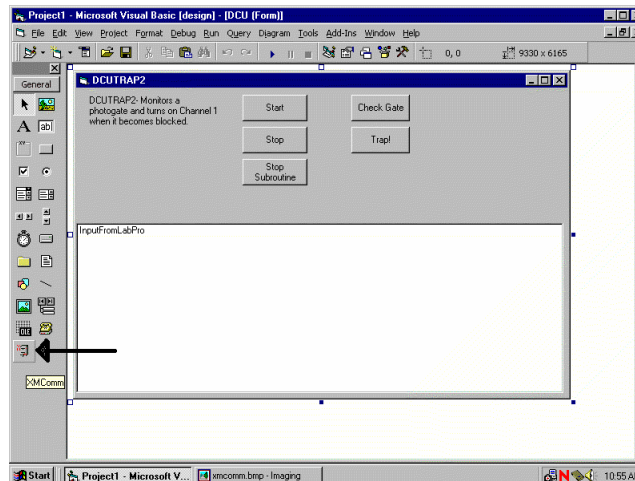 Project1 - Microsoft Visual Basic [design] - [DCU (Form)]
File Edit View Project Format Debug Run Query Diagram Tools Add-Ins Window Help
0, 0
9330 x 6165
General
DCUTRAP2
DCUTRAP2- Monitors a
photogate and turns on Channel 1
when it becomes blocked.
Start
Check Gate
Stop
Trap!
Stop
Subroutine
A
ab
InputFromLabPro
OLE
XMComm
Start
Project1 - Microsoft V...
xmcomm.bmp - Imaging
10:55 A